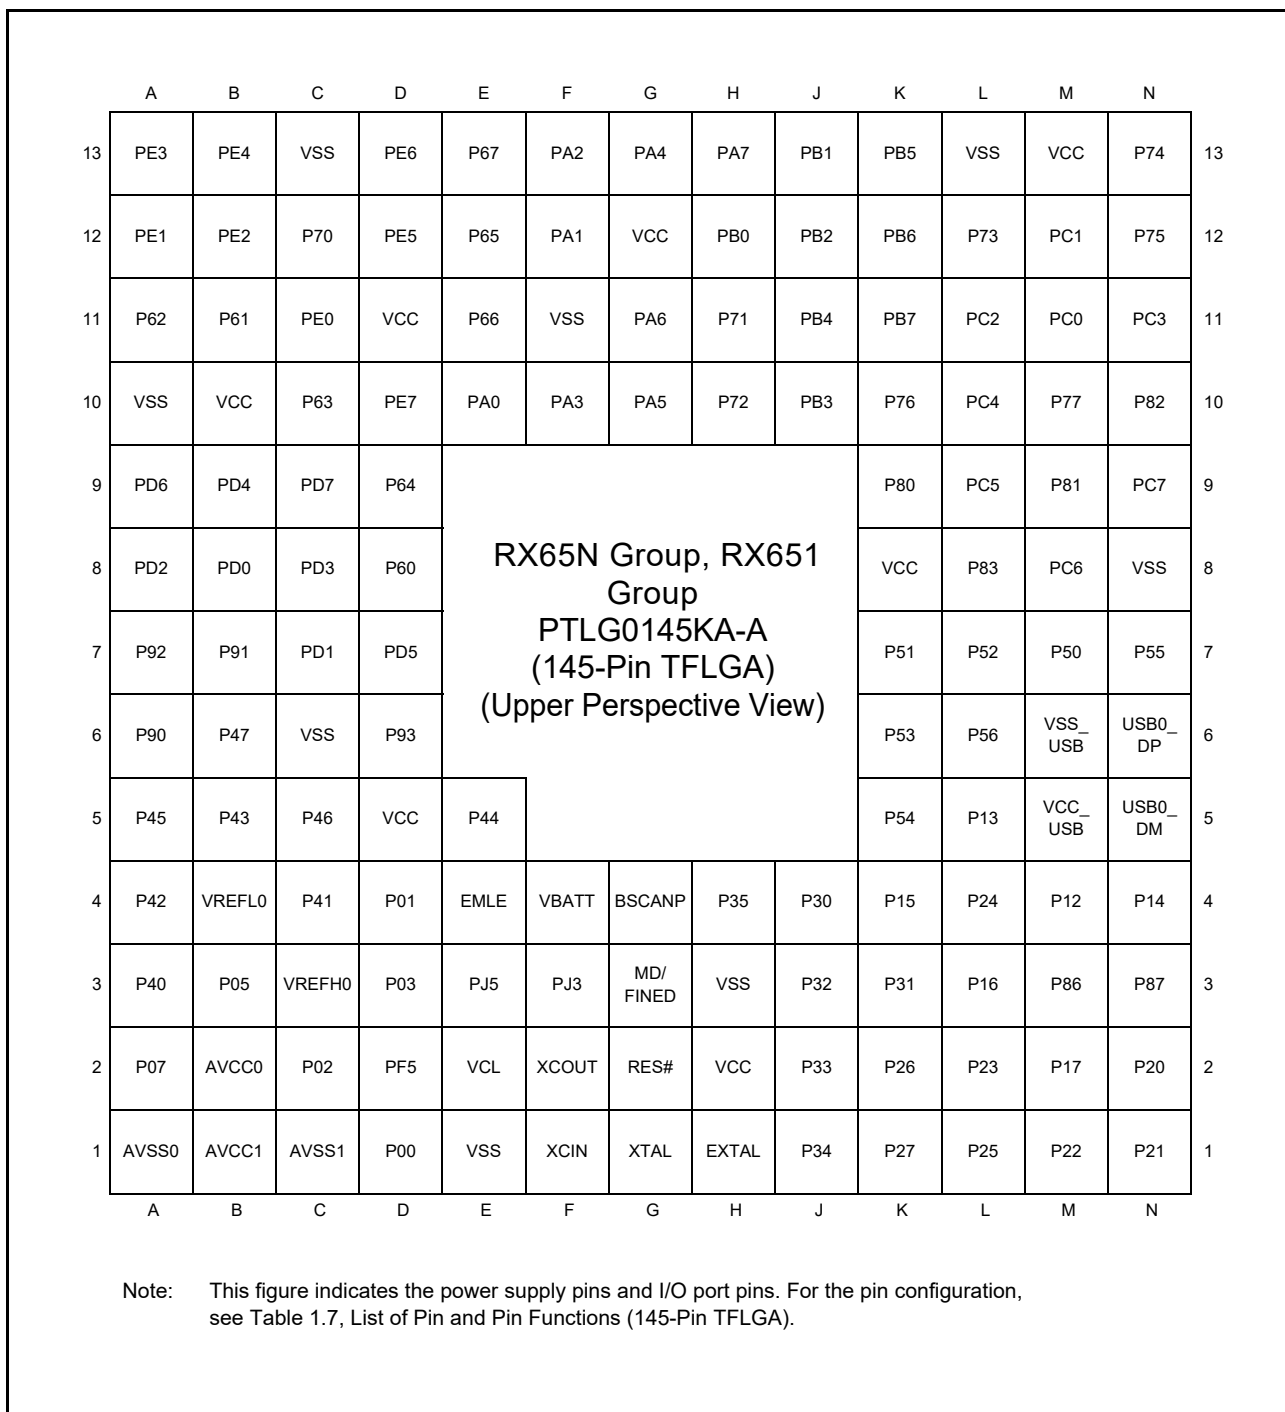 A B C D E F G H J K L M N
13 PE3 PE4 VSS PE6 P67 PA2 PA4 PA7 PB1 PB5 VSS VCC P74 13
12 PE1 PE2 P70 PE5 P65 PA1 VCC PB0 PB2 PB6 P73 PC1 P75 12
11 P62 P61 PE0 VCC P66 VSS PA6 P71 PB4 PB7 PC2 PC0 PC3 11
10 VSS VCC P63 PE7 PA0 PA3 PA5 P72 PB3 P76 PC4 P77 P82 10
9 PD6 PD4 PD7 P64 P80 PC5 P81 PC7 9
8 PD2 PD0 PD3 P60 VCC P83 PC6 VSS 8
7 P92 P91 PD1 PD5 P51 P52 P50 P55 7
6 P90 P47 VSS P93 P53 P56 VSS_ USB USB0_ DP 6
5 P45 P43 P46 VCC P44 P54 P13 VCC_ USB USB0_ DM 5
RX65N Group, RX651
Group
PTLG0145KA-A
(145-Pin TFLGA)
(Upper Perspective View)
4 P42 VREFL0 P41 P01 EMLE VBATT BSCANP P35 P30 P15 P24 P12 P14 4
3 P40 P05 VREFH0 P03 PJ5 PJ3 MD/ FINED VSS P32 P31 P16 P86 P87 3
2 P07 AVCC0 P02 PF5 VCL XCOUT RES# VCC P33 P26 P23 P17 P20 2
1 AVSS0 AVCC1 AVSS1 P00 VSS XCIN XTAL EXTAL P34 P27 P25 P22 P21 1
A B C D E F G H J K L M N
Note: This figure indicates the power supply pins and I/O port pins. For the pin configuration,
see Table 1.7, List of Pin and Pin Functions (145-Pin TFLGA).